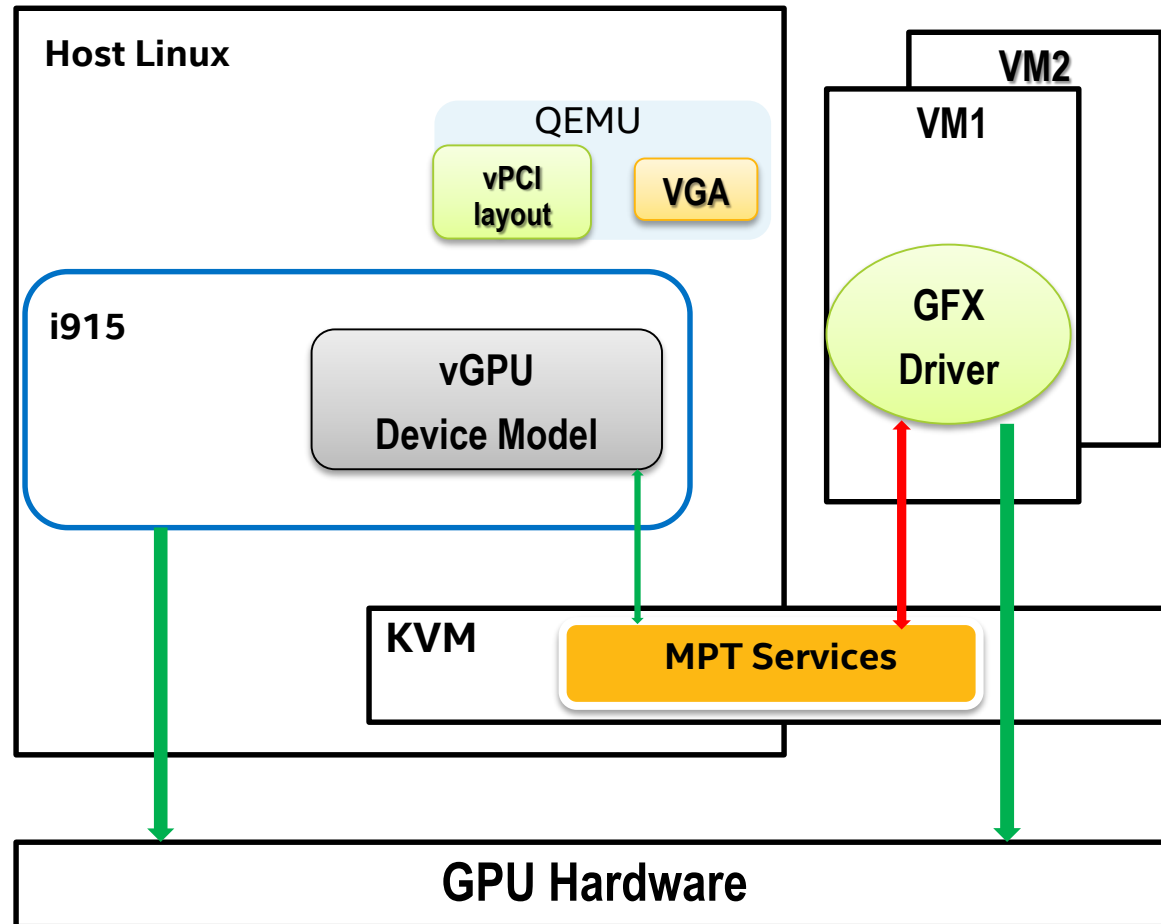 Host Linux
VM2
VM1
QEMU
vPCI
layout
VGA
i915
vGPU
Device Model
GFX
Driver
KVM
MPT Services
GPU Hardware